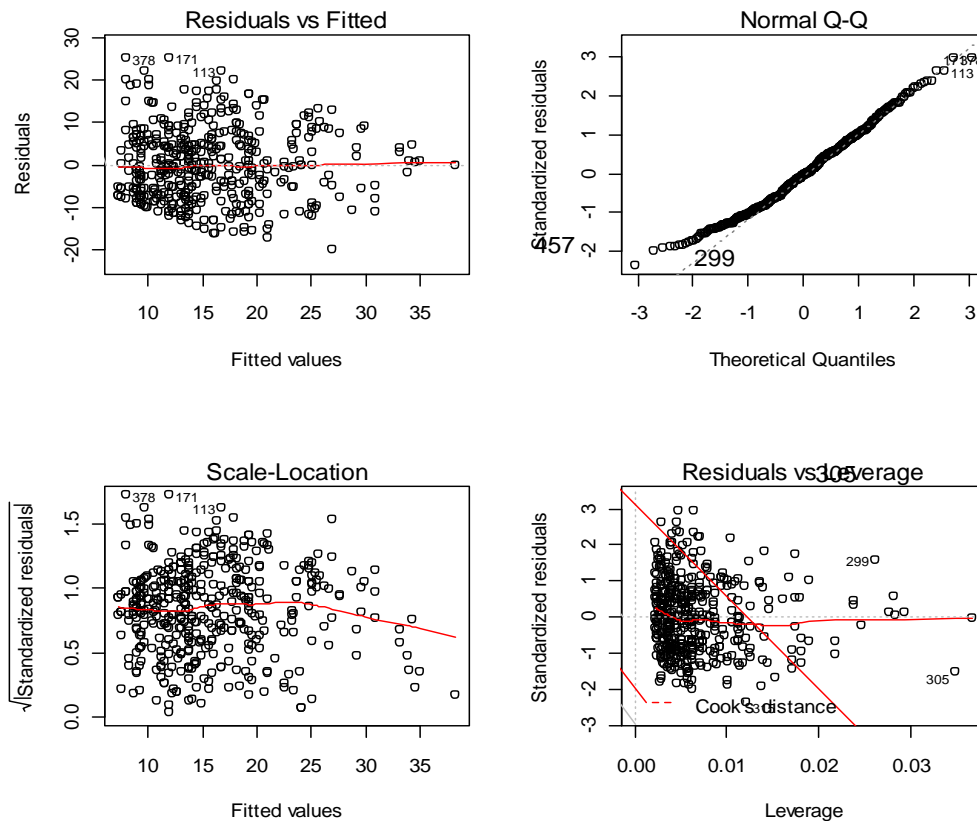 Residuals vs Fitted
30
20
10
0
-10
-20
Residuals
378
171
113
10 15 20 25 30 35
Fitted values
Normal Q-Q
3
2
1
0
-1
-2
Standardized residuals
113
457
299
-3 -2 -1 0 1 2 3
Theoretical Quantiles
Scale-Location
1.5
1.0
0.5
0.0
√|Standardized residuals|
378
171
113
10 15 20 25 30 35
Fitted values
Residuals vs Leverage
305
3
2
1
0
-1
-2
-3
Standardized residuals
299
305
Cook's distance
0.00 0.01 0.02 0.03
Leverage